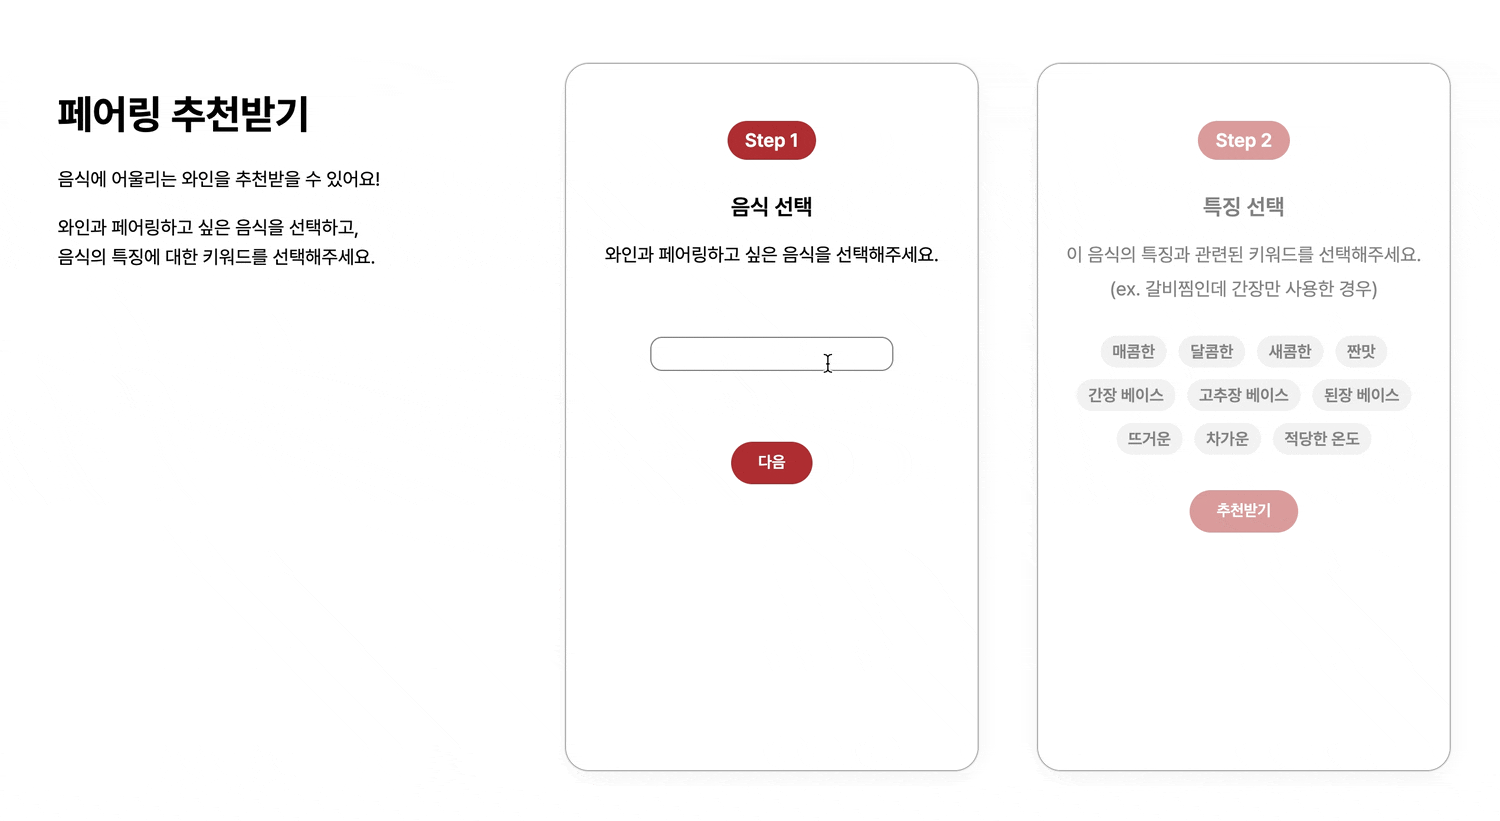 페어링 추천받기
음식에 어울리는 와인을 추천받을 수 있어요!
와인과 페어링하고 싶은 음식을 선택하고,
음식의 특징에 대한 키워드를 선택해주세요.
Step 1
음식 선택
와인과 페어링하고 싶은 음식을 선택해주세요.
다음
Step 2
특징 선택
이 음식의 특징과 관련된 키워드를 선택해주세요.
(ex. 갈비찜인데 간장만 사용한 경우)
매콤한 달콤한 새콤한 짠맛
간장 베이스 고추장 베이스 된장 베이스
뜨거운 차가운 적당한 온도
추천받기